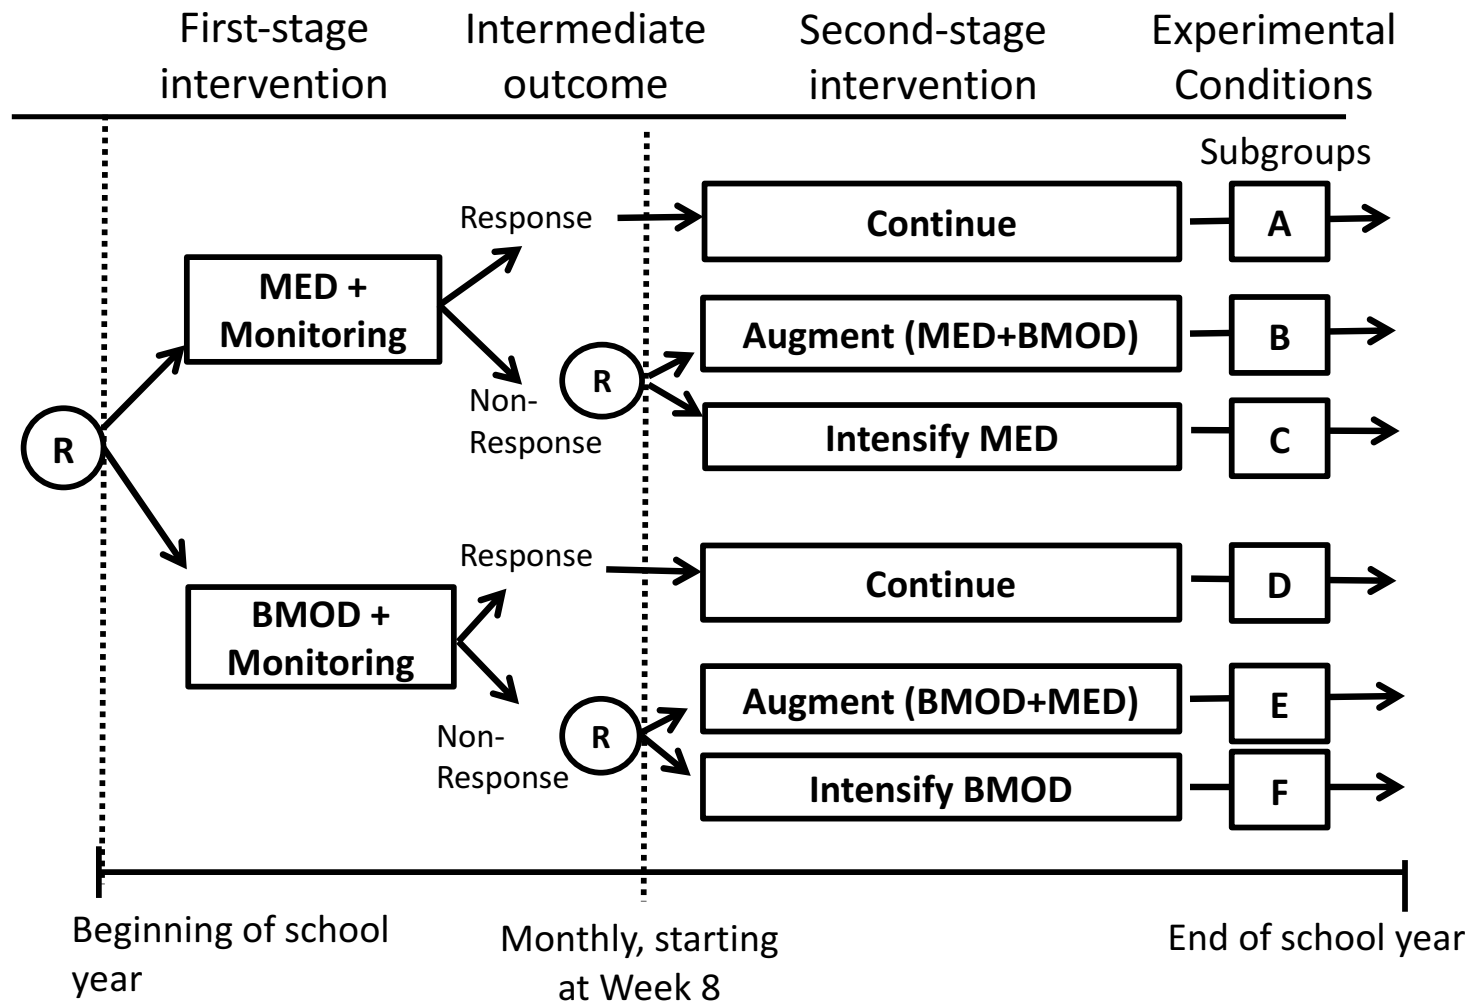 First-stage
intervention
Intermediate
outcome
Second-stage
intervention
Experimental
Conditions
Subgroups
Response
Continue
A
MED +
Monitoring
Augment (MED+BMOD)
B
R
Non-
Response
Intensify MED
C
R
Response
Continue
D
BMOD +
Monitoring
Augment (BMOD+MED)
E
Non-
Response
R
Intensify BMOD
F
Beginning of school
year
Monthly, starting
at Week 8
End of school year